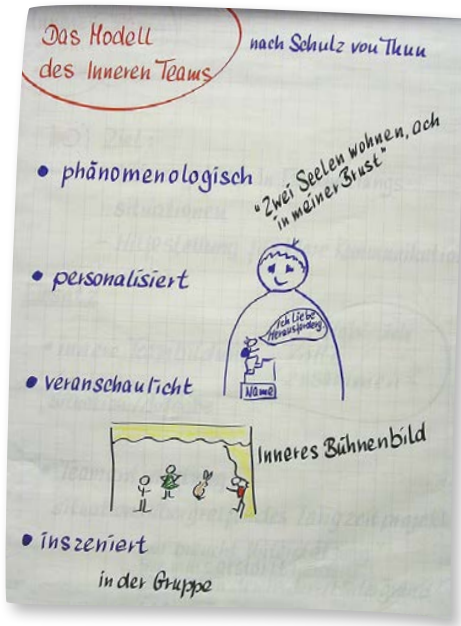 Das Modell
des Inneren Teams
nach Schulz von Thun
• phänomenologisch
"Zwei Seelen wohnen, ach
in meiner Brust"
• personalisiert
Ich liebe
Herausforderg.
Name
• veranschaulicht
Inneres Bühnenbild
• inszeniert
in der Gruppe